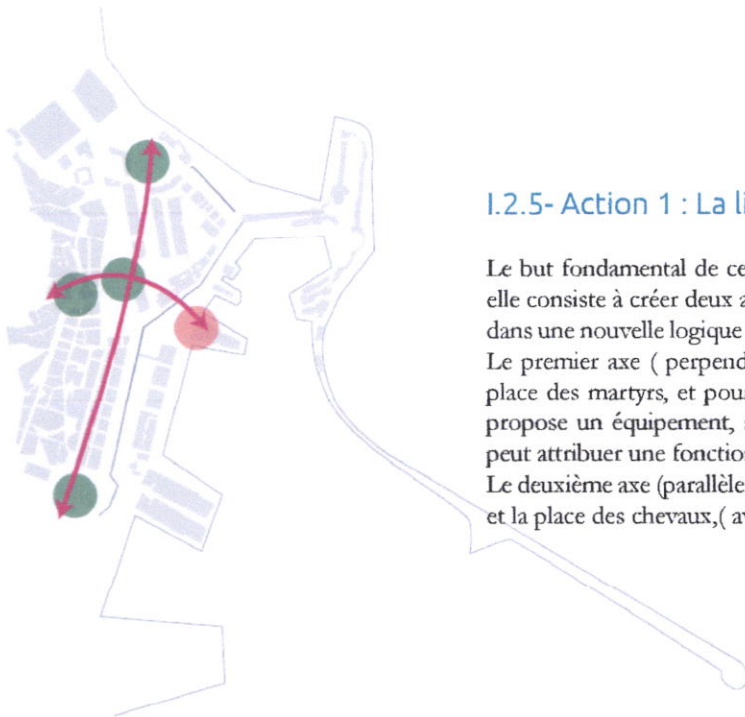 I.2.5- Action 1 : La li
Le but fondamental de ce
elle consiste à créer deux a
dans une nouvelle logique
Le premier axe ( perpend
place des martyrs, et pou
propose un équipement,
peut attribuer une fonction
Le deuxième axe (parallèle
et la place des chevaux,( av